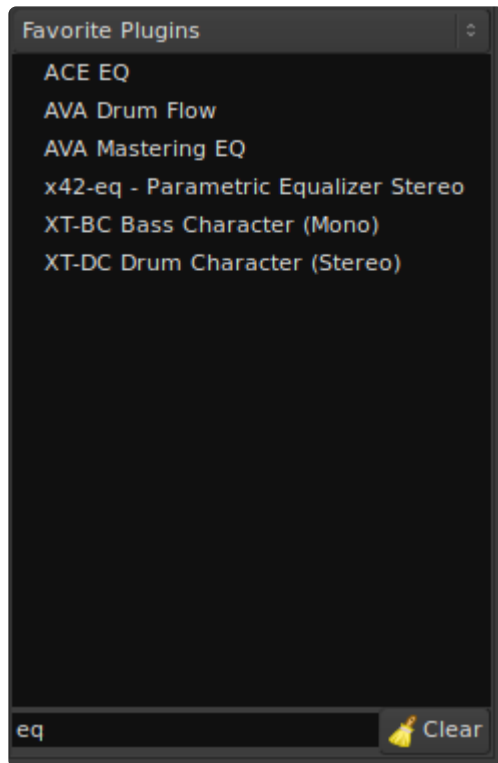 Favorite Plugins
ACE EQ
AVA Drum Flow
AVA Mastering EQ
x42-eq - Parametric Equalizer Stereo
XT-BC Bass Character (Mono)
XT-DC Drum Character (Stereo)
eq
Clear